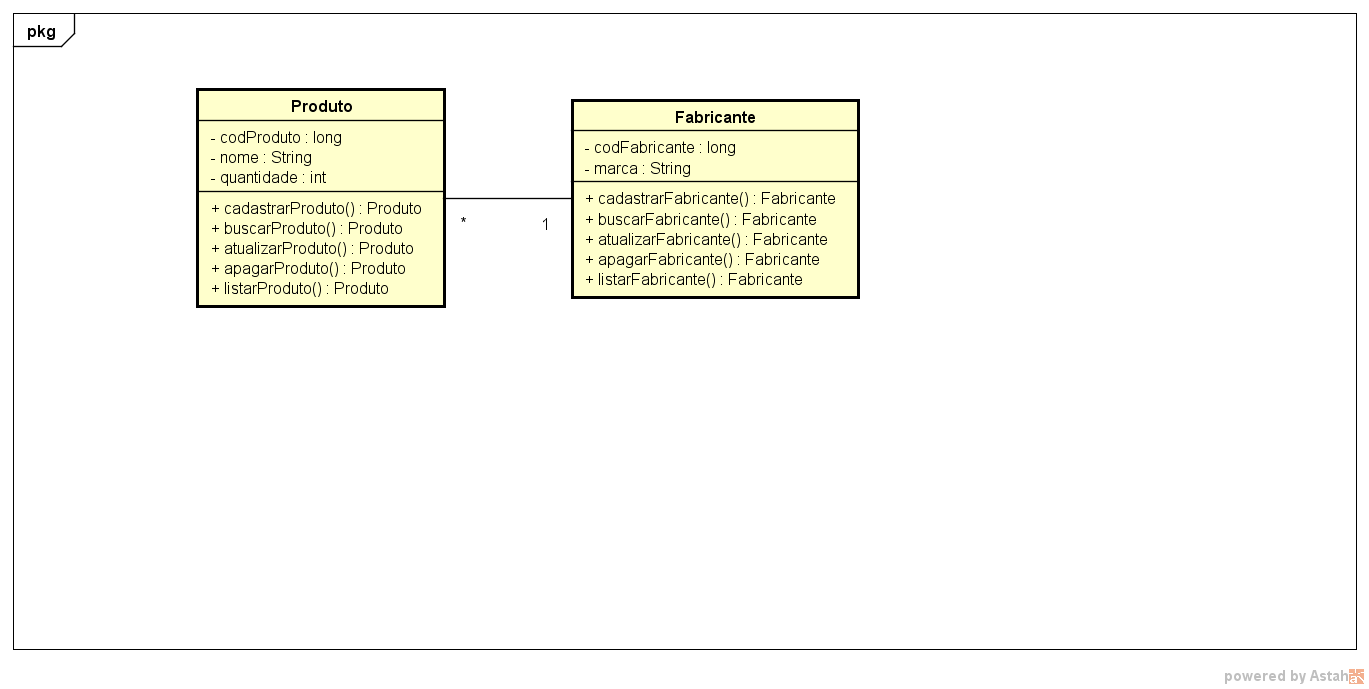 pkg
Produto
- codProduto : long
- nome : String
- quantidade : int
+ cadastrarProduto() : Produto
+ buscarProduto() : Produto
+ atualizarProduto() : Produto
+ apagarProduto() : Produto
+ listarProduto() : Produto
*
1
Fabricante
- codFabricante : long
- marca : String
+ cadastrarFabricante() : Fabricante
+ buscarFabricante() : Fabricante
+ atualizarFabricante() : Fabricante
+ apagarFabricante() : Fabricante
+ listarFabricante() : Fabricante
powered by Astah